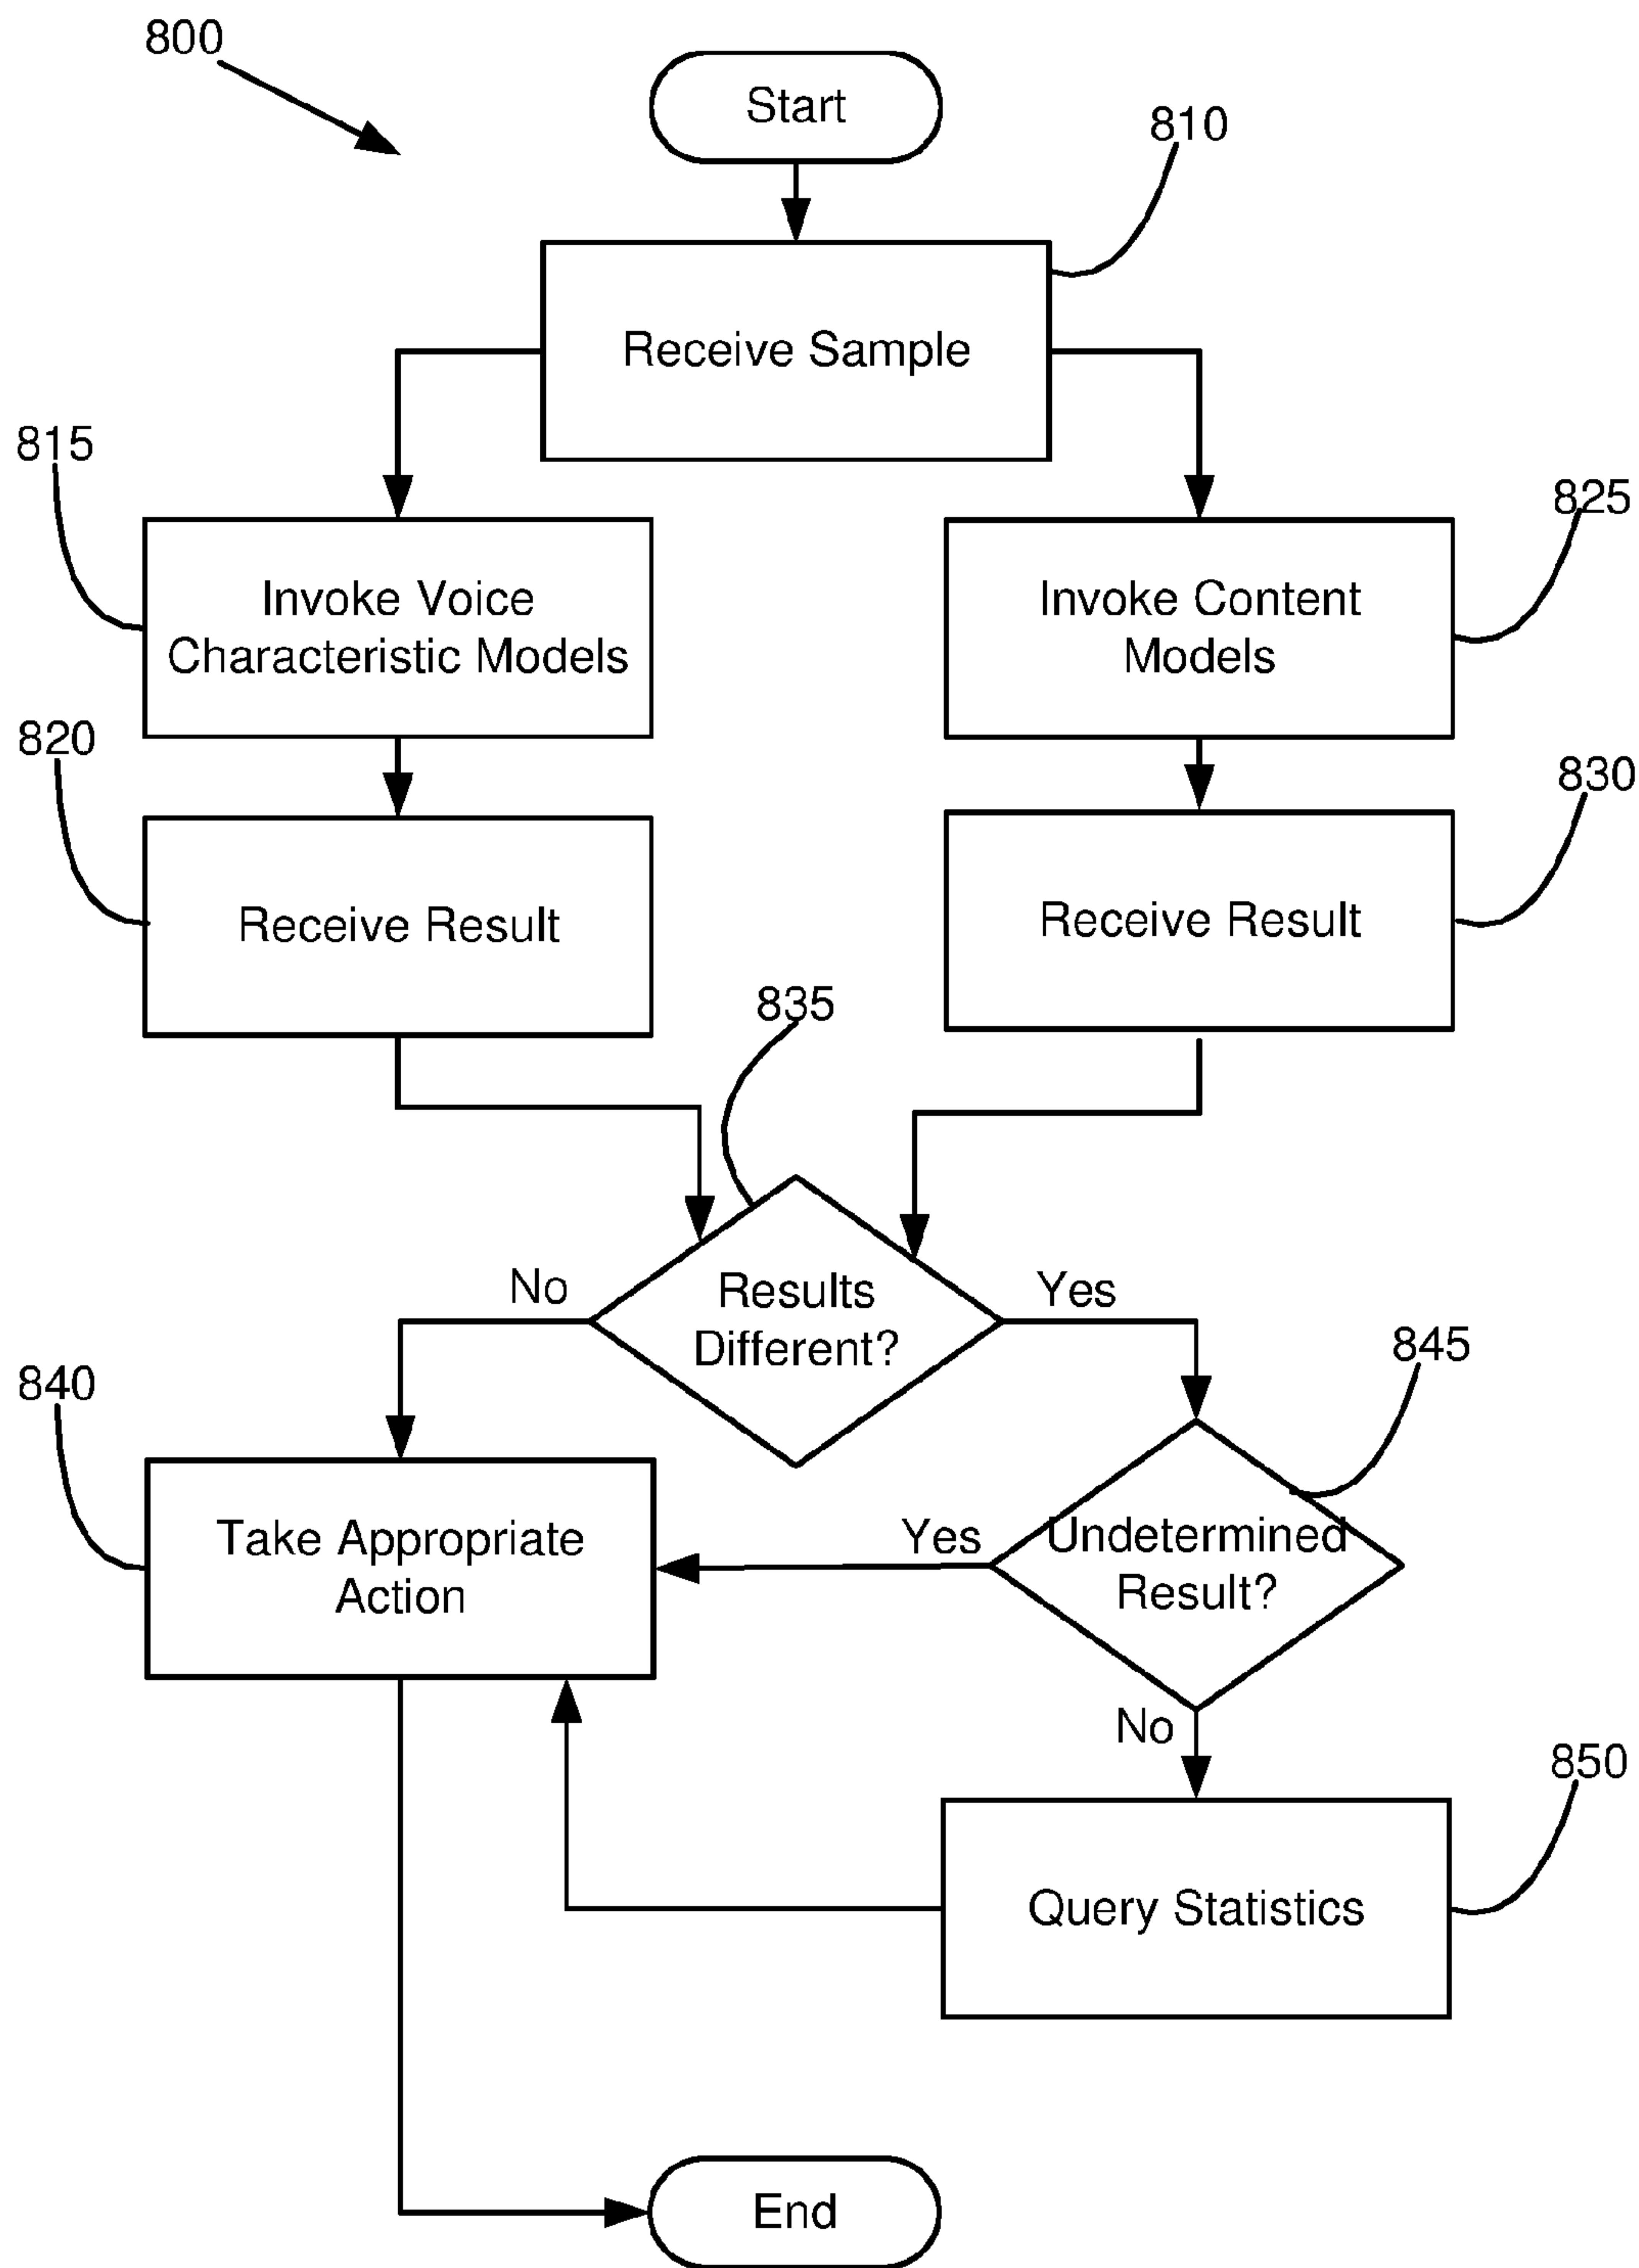 800
Start
810
Receive Sample
815
825
Invoke Voice
Characteristic Models
Invoke Content
Models
820
830
Receive Result
Receive Result
835
No
Results
Different?
Yes
845
840
Take Appropriate
Action
Yes
Undetermined
Result?
No
850
Query Statistics
End